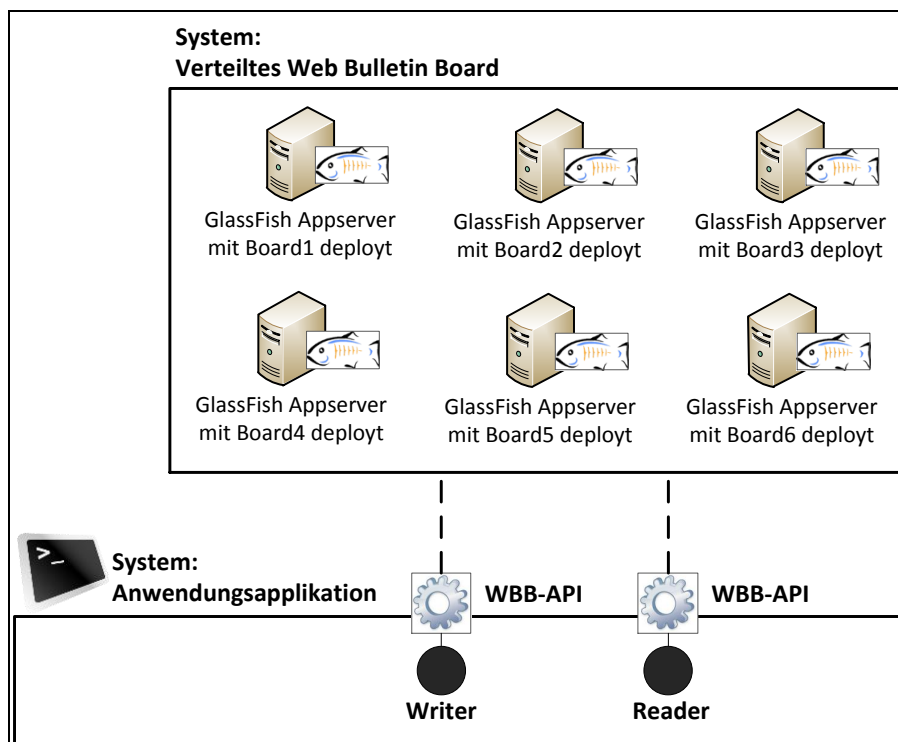 System:
Verteiltes Web Bulletin Board
GlassFish Appserver
mit Board1 deployt
GlassFish Appserver
mit Board2 deployt
GlassFish Appserver
mit Board3 deployt
GlassFish Appserver
mit Board4 deployt
GlassFish Appserver
mit Board5 deployt
GlassFish Appserver
mit Board6 deployt
>_
System:
Anwendungsapplikation
WBB-API
WBB-API
Writer
Reader